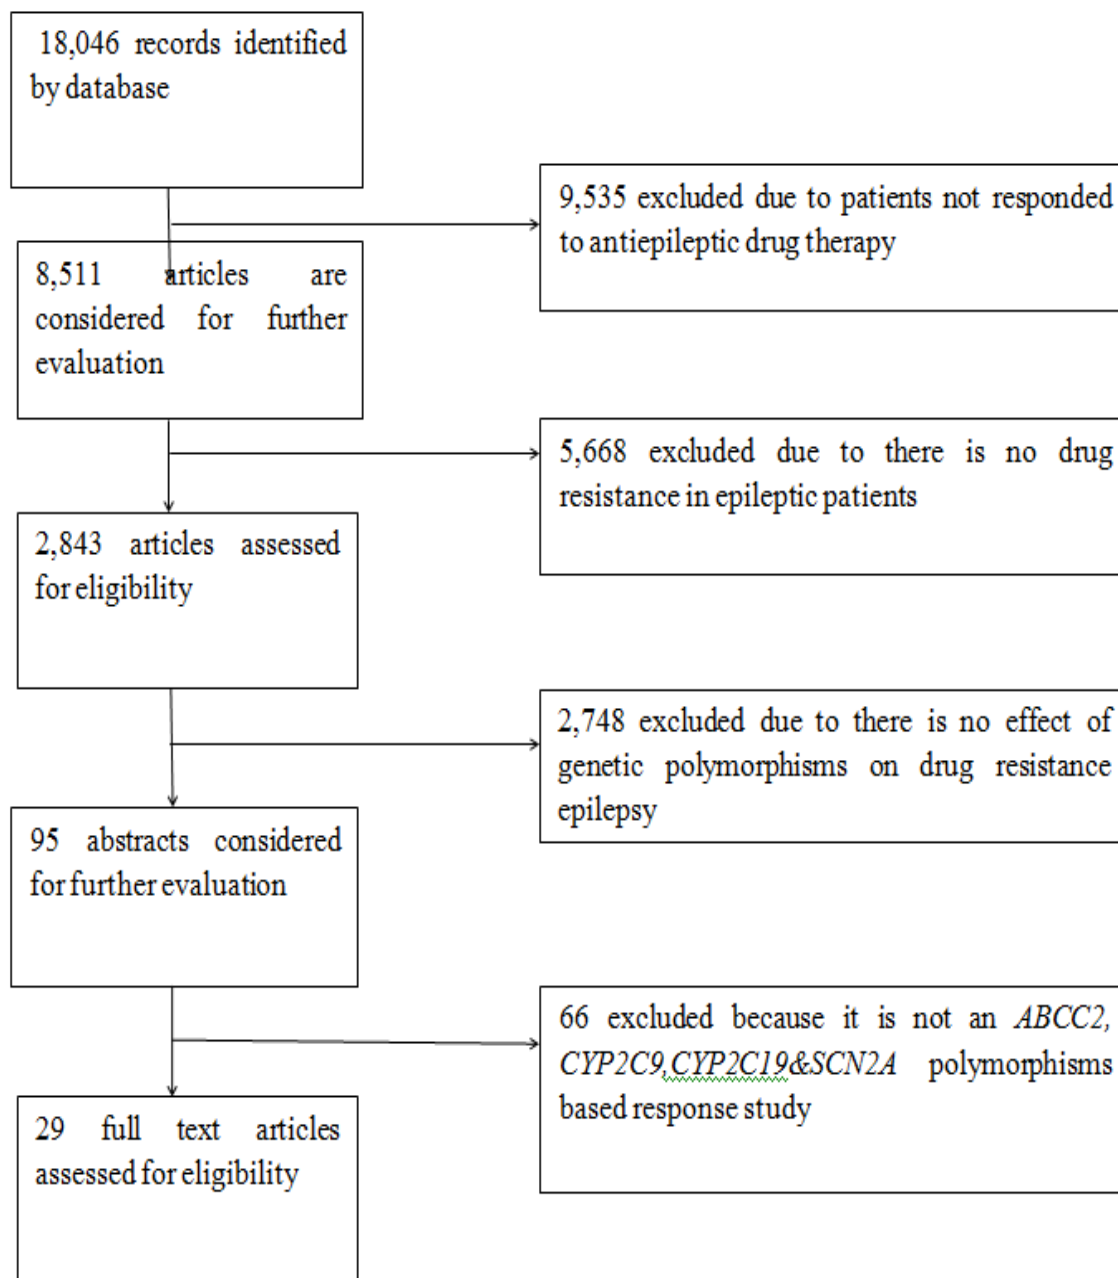 18,046 records identified
by database
9,535 excluded due to patients not responded
to antiepileptic drug therapy
8,511 articles are
considered for further
evaluation
5,668 excluded due to there is no drug
resistance in epileptic patients
2,843 articles assessed
for eligibility
2,748 excluded due to there is no effect of
genetic polymorphisms on drug resistance
epilepsy
95 abstracts considered
for further evaluation
66 excluded because it is not an ABCC2,
CYP2C9,CYP2C19&SCN2A polymorphisms
based response study
29 full text articles
assessed for eligibility